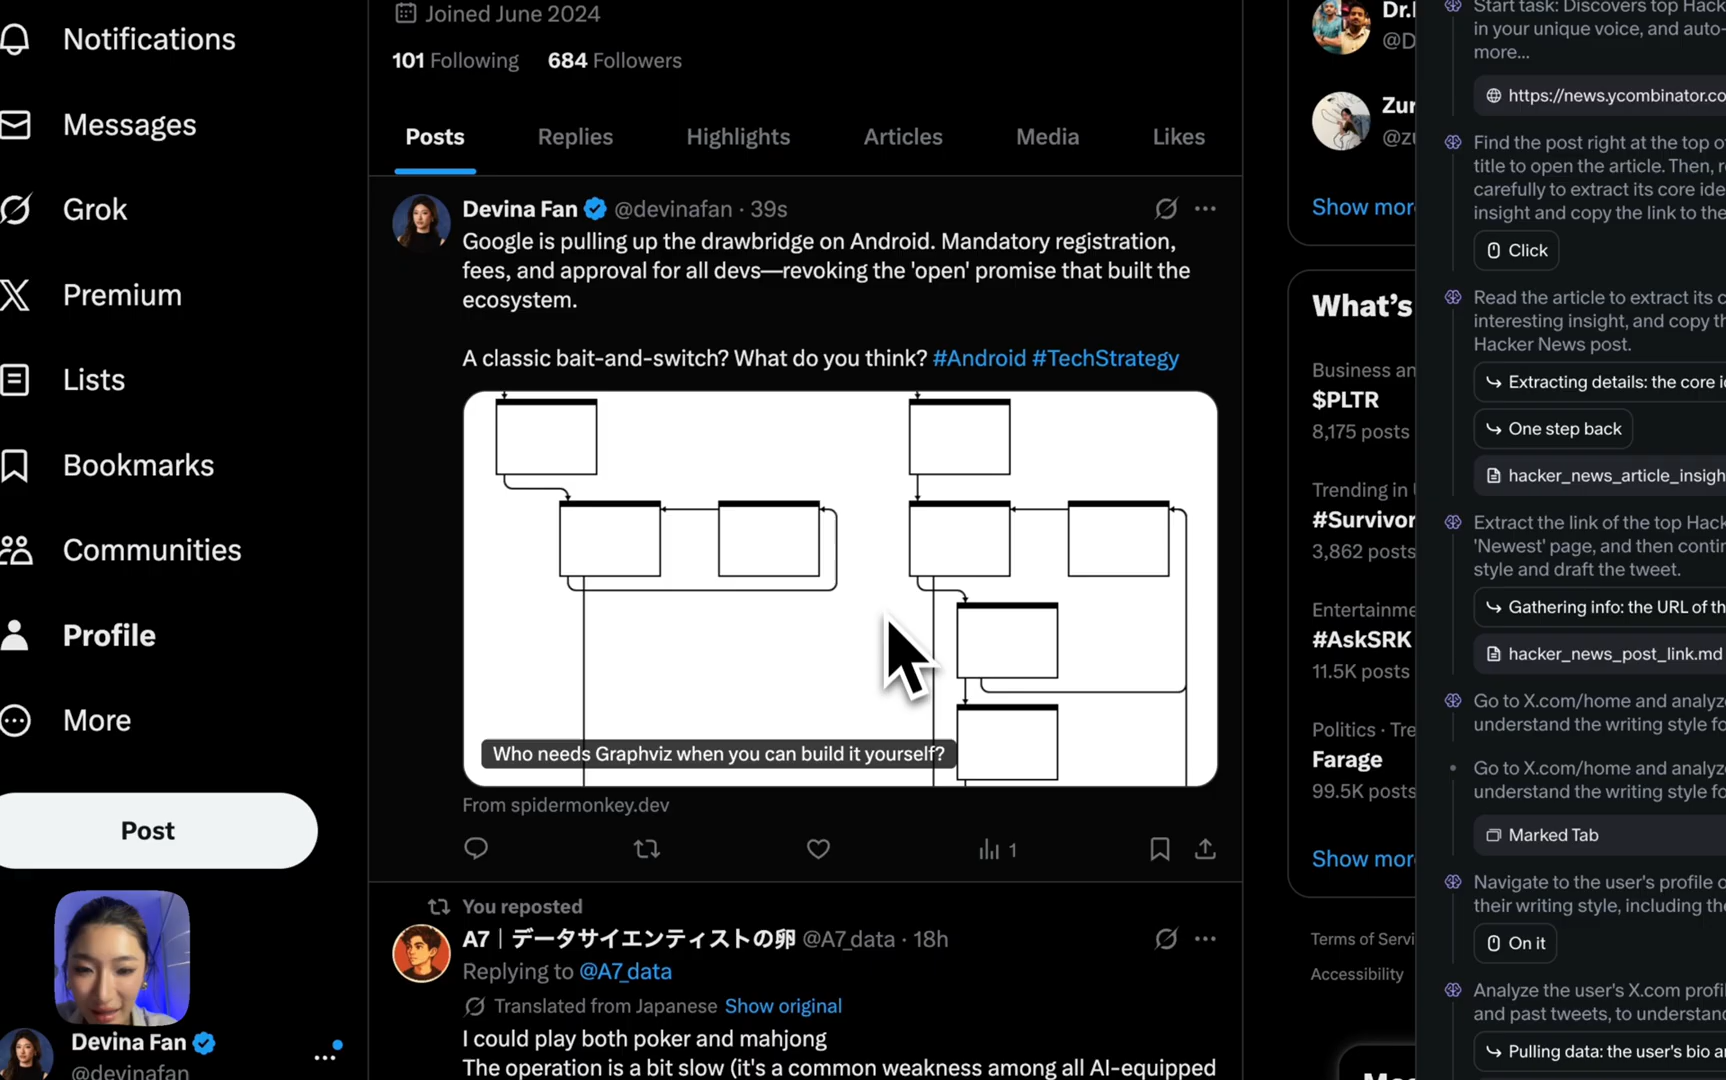 Notifications
Messages
Grok
Premium
Lists
Bookmarks
Communities
Profile
More
Post
Devina Fan
@devinafan
Joined June 2024
101 Following 684 Followers
Posts Replies Highlights Articles Media Likes
Devina Fan @devinafan · 39s
Google is pulling up the drawbridge on Android. Mandatory registration,
fees, and approval for all devs—revoking the 'open' promise that built the
ecosystem.
A classic bait-and-switch? What do you think? #Android #TechStrategy
Who needs Graphviz when you can build it yourself?
From spidermonkey.dev
1
You reposted
A7｜データサイエンティストの卵 @A7_data · 18h
Replying to @A7_data
Translated from Japanese Show original
I could play both poker and mahjong
The operation is a bit slow (it's a common weakness among all AI-equipped
Dr.
@D
Zur
@zu
Show mor
What's
Business an
$PLTR
8,175 posts
Trending in
#Survivor
3,862 posts
Entertainme
#AskSRK
11.5K posts
Politics · Tre
Farage
99.5K posts
Show mor
Terms of Servi
Accessibility
Start task: Discovers top Hack
in your unique voice, and auto-
more...
https://news.ycombinator.co
Find the post right at the top o
title to open the article. Then, r
carefully to extract its core ide
insight and copy the link to the
Click
Read the article to extract its c
interesting insight, and copy th
Hacker News post.
Extracting details: the core i
One step back
hacker_news_article_insigh
Extract the link of the top Hack
'Newest' page, and then contin
style and draft the tweet.
Gathering info: the URL of th
hacker_news_post_link.md
Go to X.com/home and analyze
understand the writing style fo
Go to X.com/home and analyze
understand the writing style fo
Marked Tab
Navigate to the user's profile o
their writing style, including the
On it
Analyze the user's X.com profil
and past tweets, to understand
Pulling data: the user's bio an